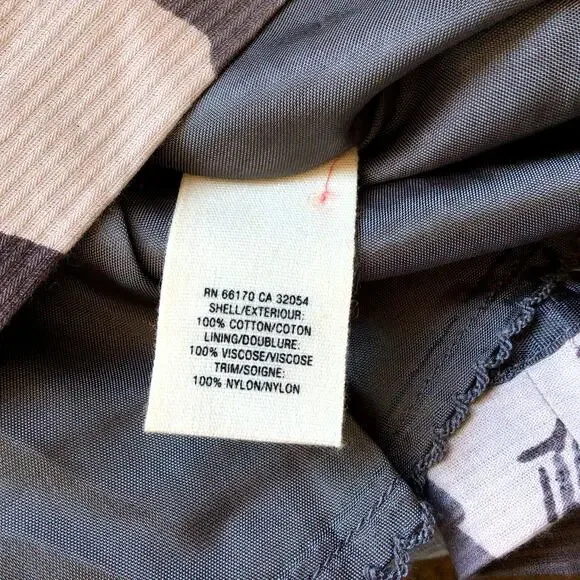 RN 66170 CA 32054
SHELL/EXTERIOUR:
100% COTTON/COTON
LINING/DOUBLURE:
100% VISCOSE/VISCOSE
TRIM/SOIGNE:
100% NYLON/NYLON